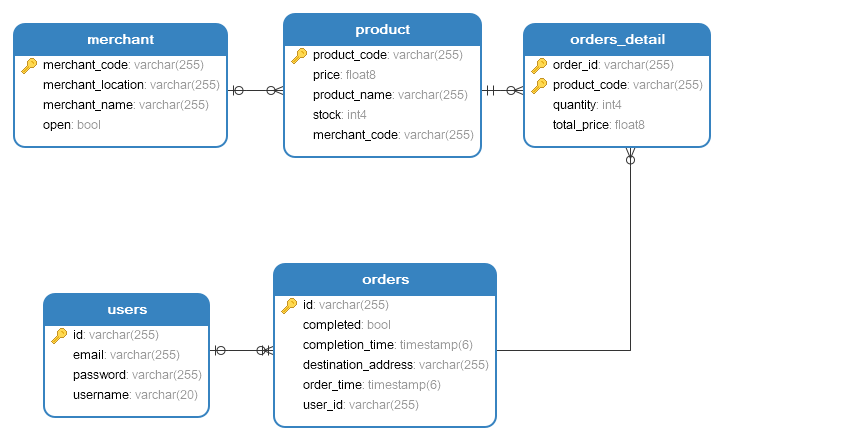 merchant
merchant_code: varchar(255)
merchant_location: varchar(255)
merchant_name: varchar(255)
open: bool
product
product_code: varchar(255)
price: float8
product_name: varchar(255)
stock: int4
merchant_code: varchar(255)
orders_detail
order_id: varchar(255)
product_code: varchar(255)
quantity: int4
total_price: float8
users
id: varchar(255)
email: varchar(255)
password: varchar(255)
username: varchar(20)
orders
id: varchar(255)
completed: bool
completion_time: timestamp(6)
destination_address: varchar(255)
order_time: timestamp(6)
user_id: varchar(255)